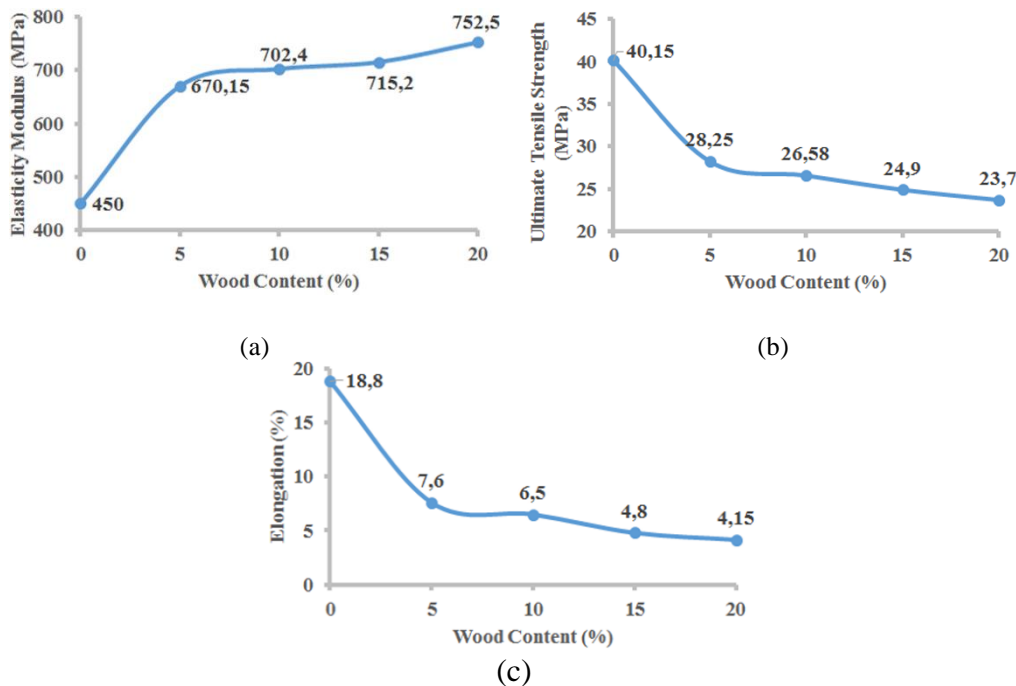 Elasticity Modulus (MPa)
800
700
600
500
400
450
670,15
702,4
715,2
752,5
0 5 10 15 20
Wood Content (%)
(a)
Ultimate Tensile Strength
(MPa)
45
40
35
30
25
20
40,15
28,25
26,58
24,9
23,7
0 5 10 15 20
Wood Content (%)
(b)
Elongation (%)
20
15
10
5
0
18,8
7,6
6,5
4,8
4,15
0 5 10 15 20
Wood Content (%)
(c)